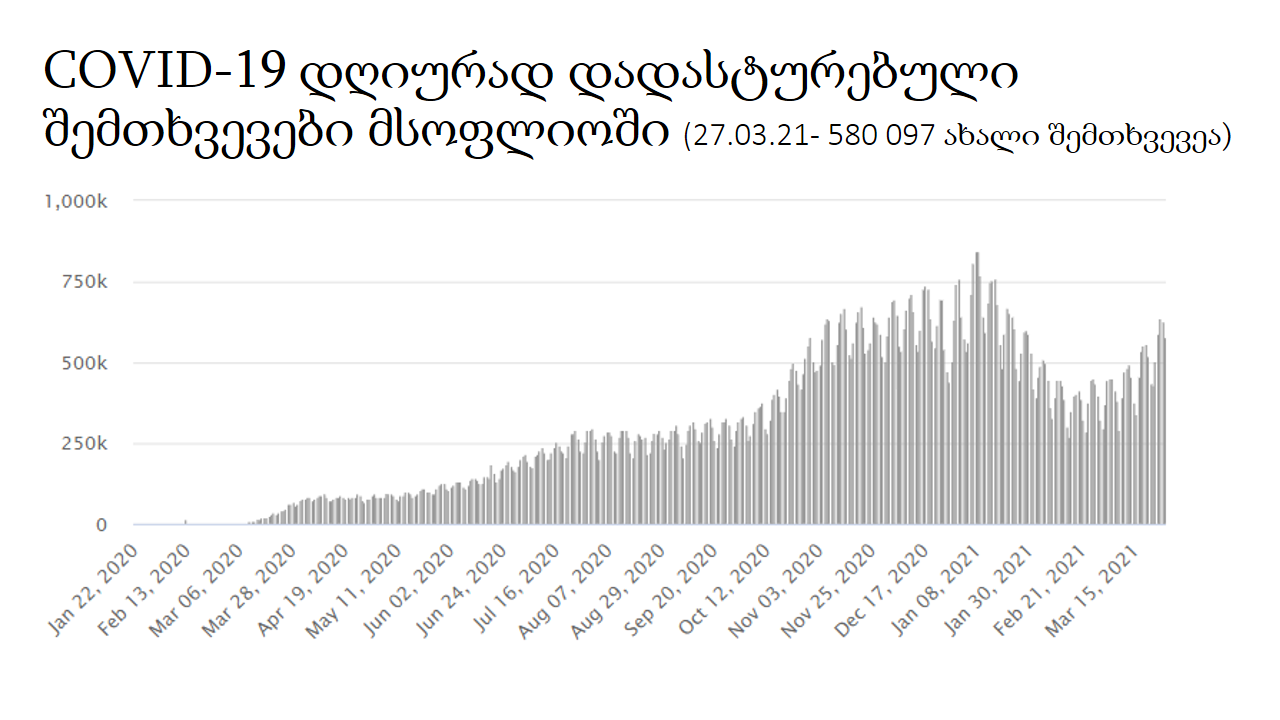 COVID-19 დღიურად დადასტურებული
შემთხვევები მსოფლიოში (27.03.21- 580 097 ახალი შემთხვევეა)
1,000k
750k
500k
250k
0
Jan 22, 2020
Feb 13, 2020
Mar 06, 2020
Mar 28, 2020
Apr 19, 2020
May 11, 2020
Jun 02, 2020
Jun 24, 2020
Jul 16, 2020
Aug 07, 2020
Aug 29, 2020
Sep 20, 2020
Oct 12, 2020
Nov 03, 2020
Nov 25, 2020
Dec 17, 2020
Jan 08, 2021
Jan 30, 2021
Feb 21, 2021
Mar 15, 2021